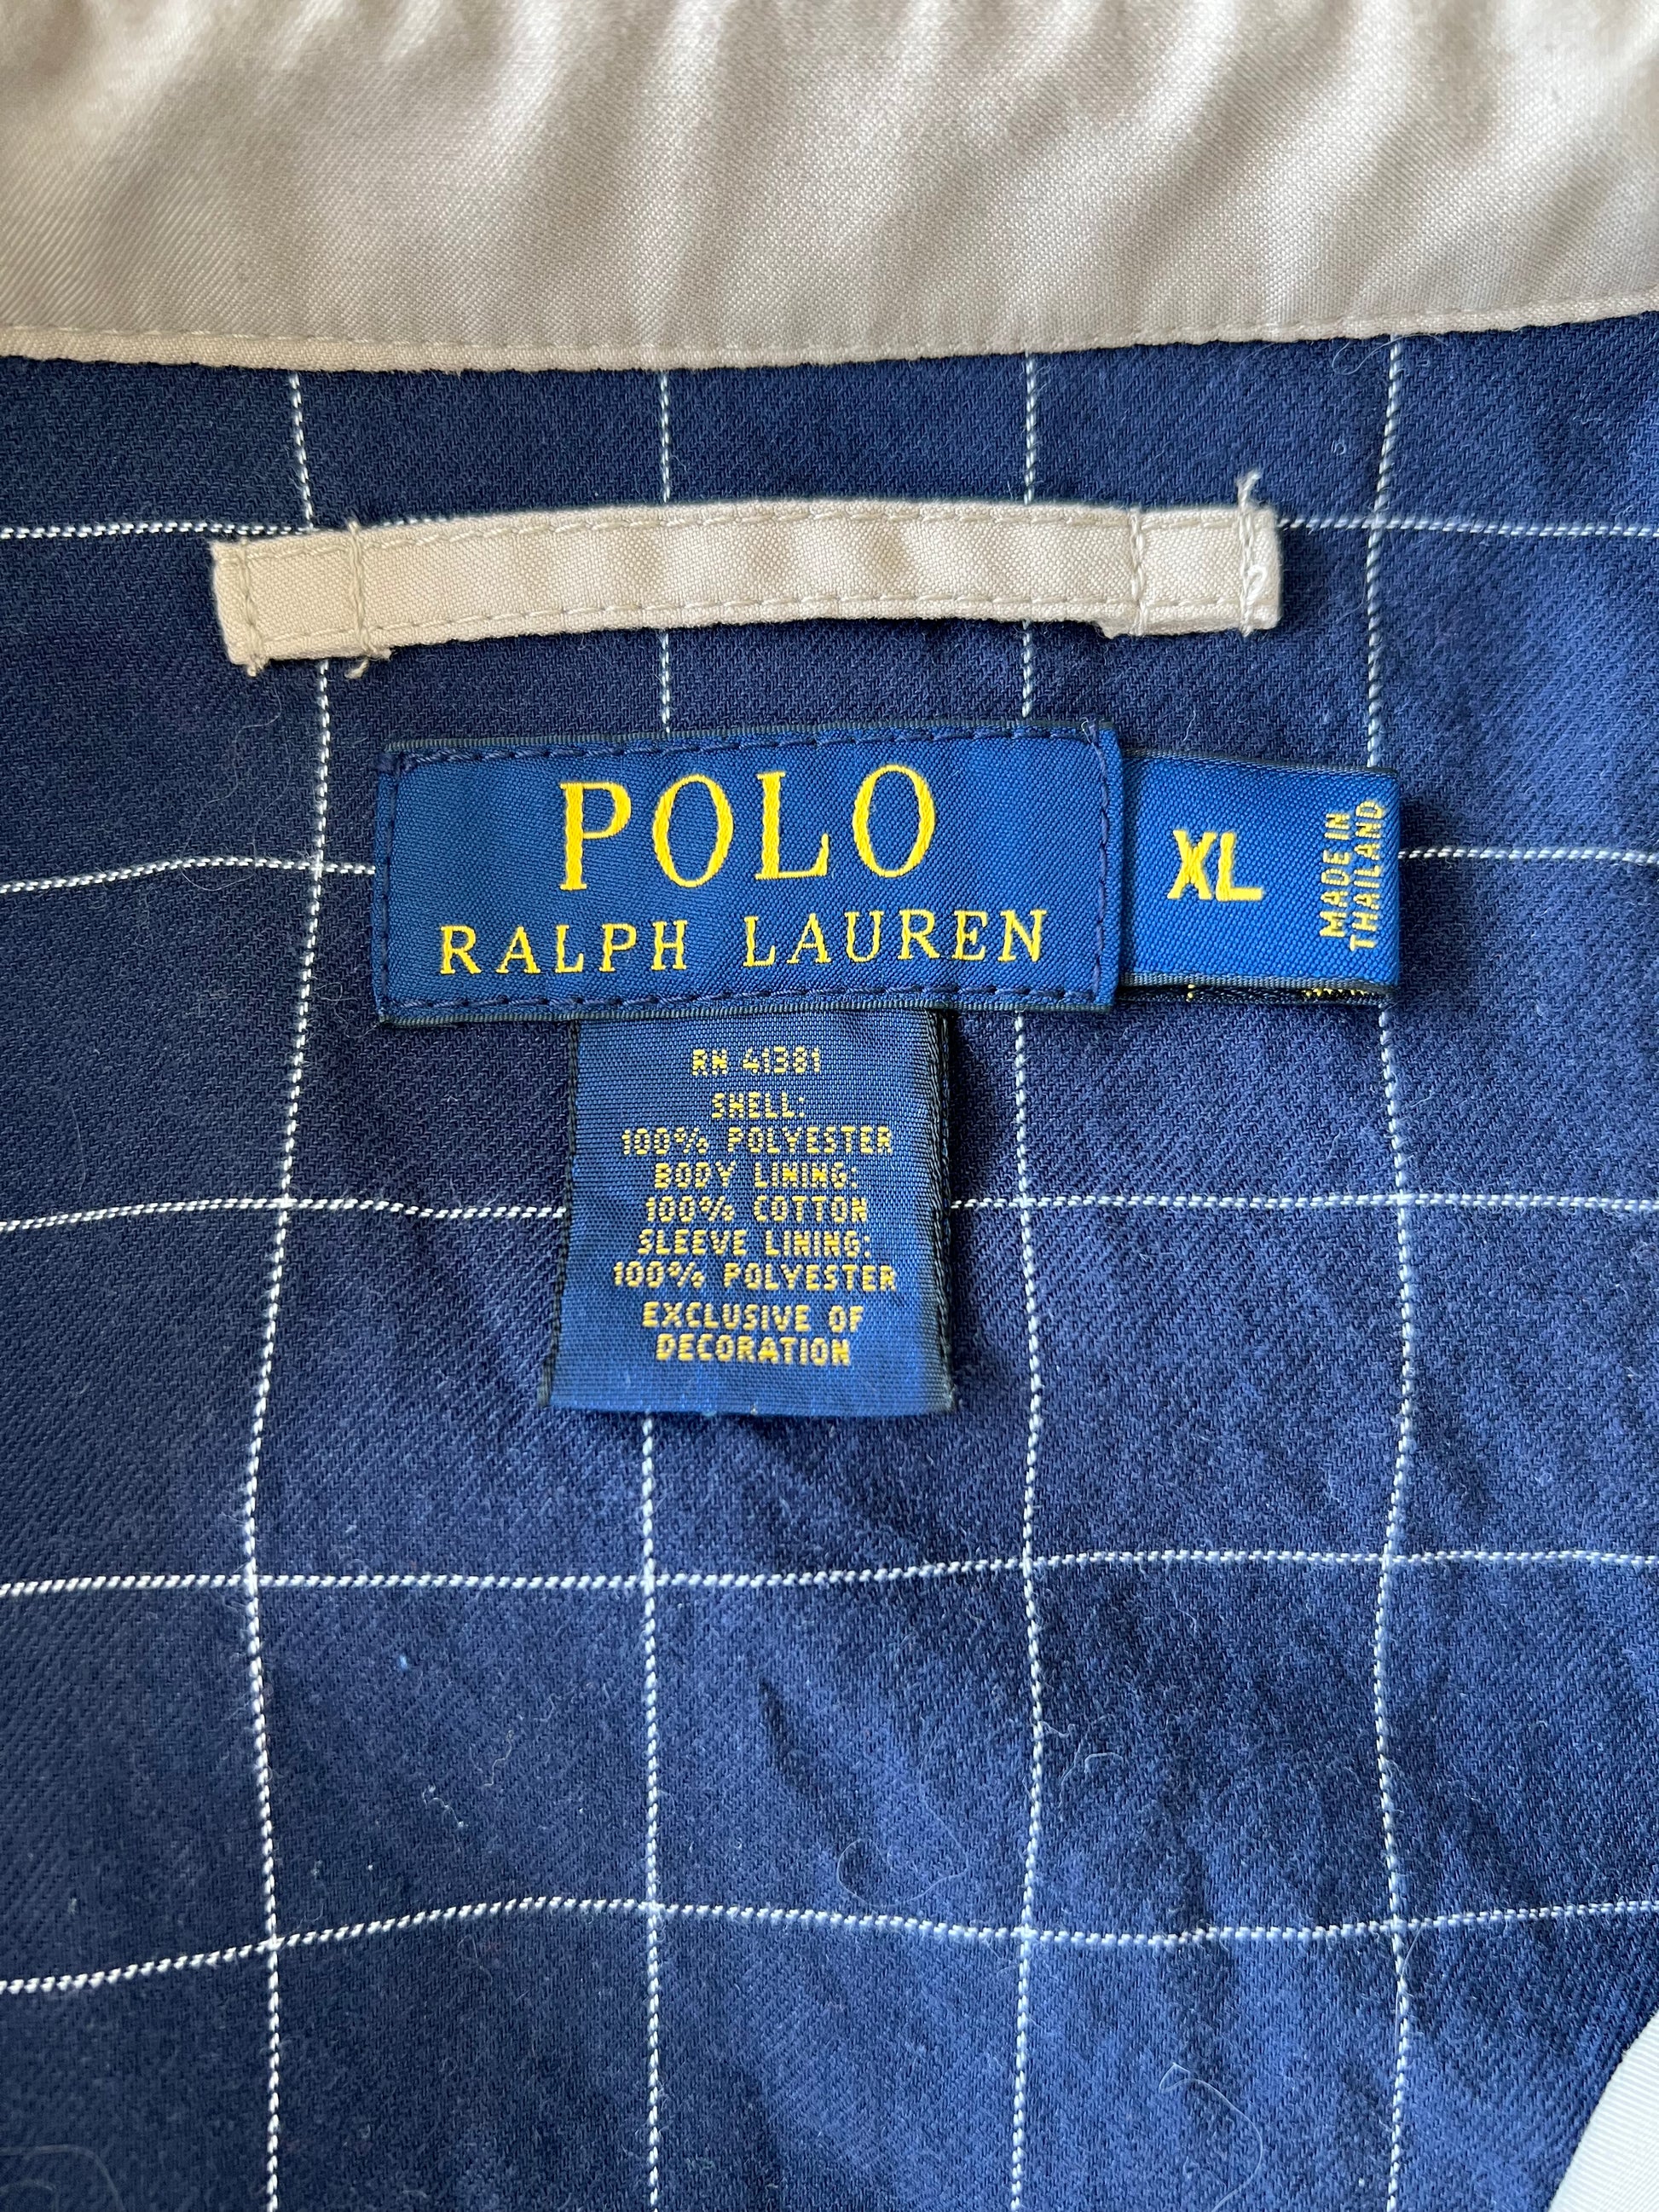 POLO
RALPH LAUREN
XL
MADE IN
THAILAND
RN 41381
SHELL:
100% POLYESTER
BODY LINING:
100% COTTON
SLEEVE LINING:
100% POLYESTER
EXCLUSIVE OF
DECORATION